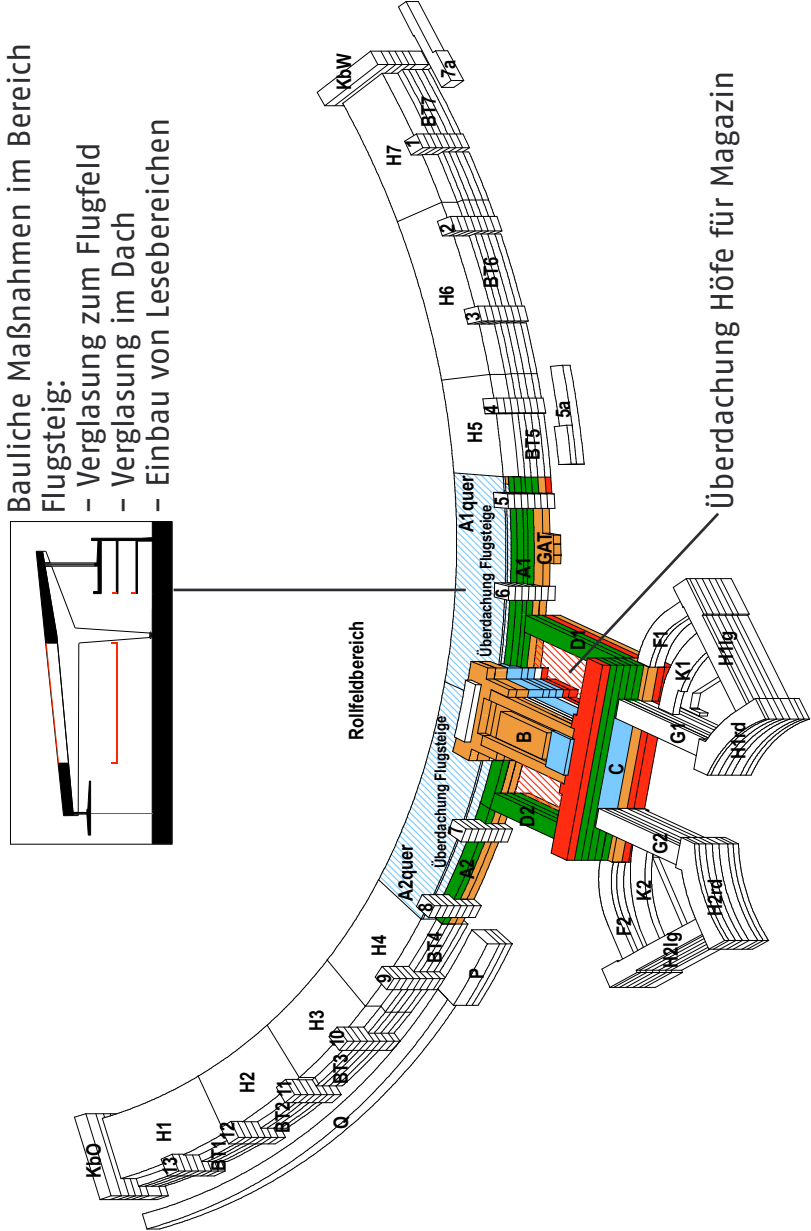 Bauliche Maßnahmen im Bereich
Flugsteig:
- Verglasung zum Flugfeld
- Verglasung im Dach
- Einbau von Lesebereichen
Rollfeldbereich
Überdachung Höfe für Magazin
KbO
H1
H2
H3
H4
A2quer
Überdachung Flugsteige
A1quer
Überdachung Flugsteige
H5
H6
H7
KbW
13
12
11
10
9
8
7
6
5
4
3
2
1
BT1
BT2
BT3
BT4
A2
A1
BT5
BT6
BT7
Q
P
D2
B
D1
GAT
5a
7a
C
F2
K2
G2
H2lg
H2rd
G1
K1
F1
H1rd
H1lg